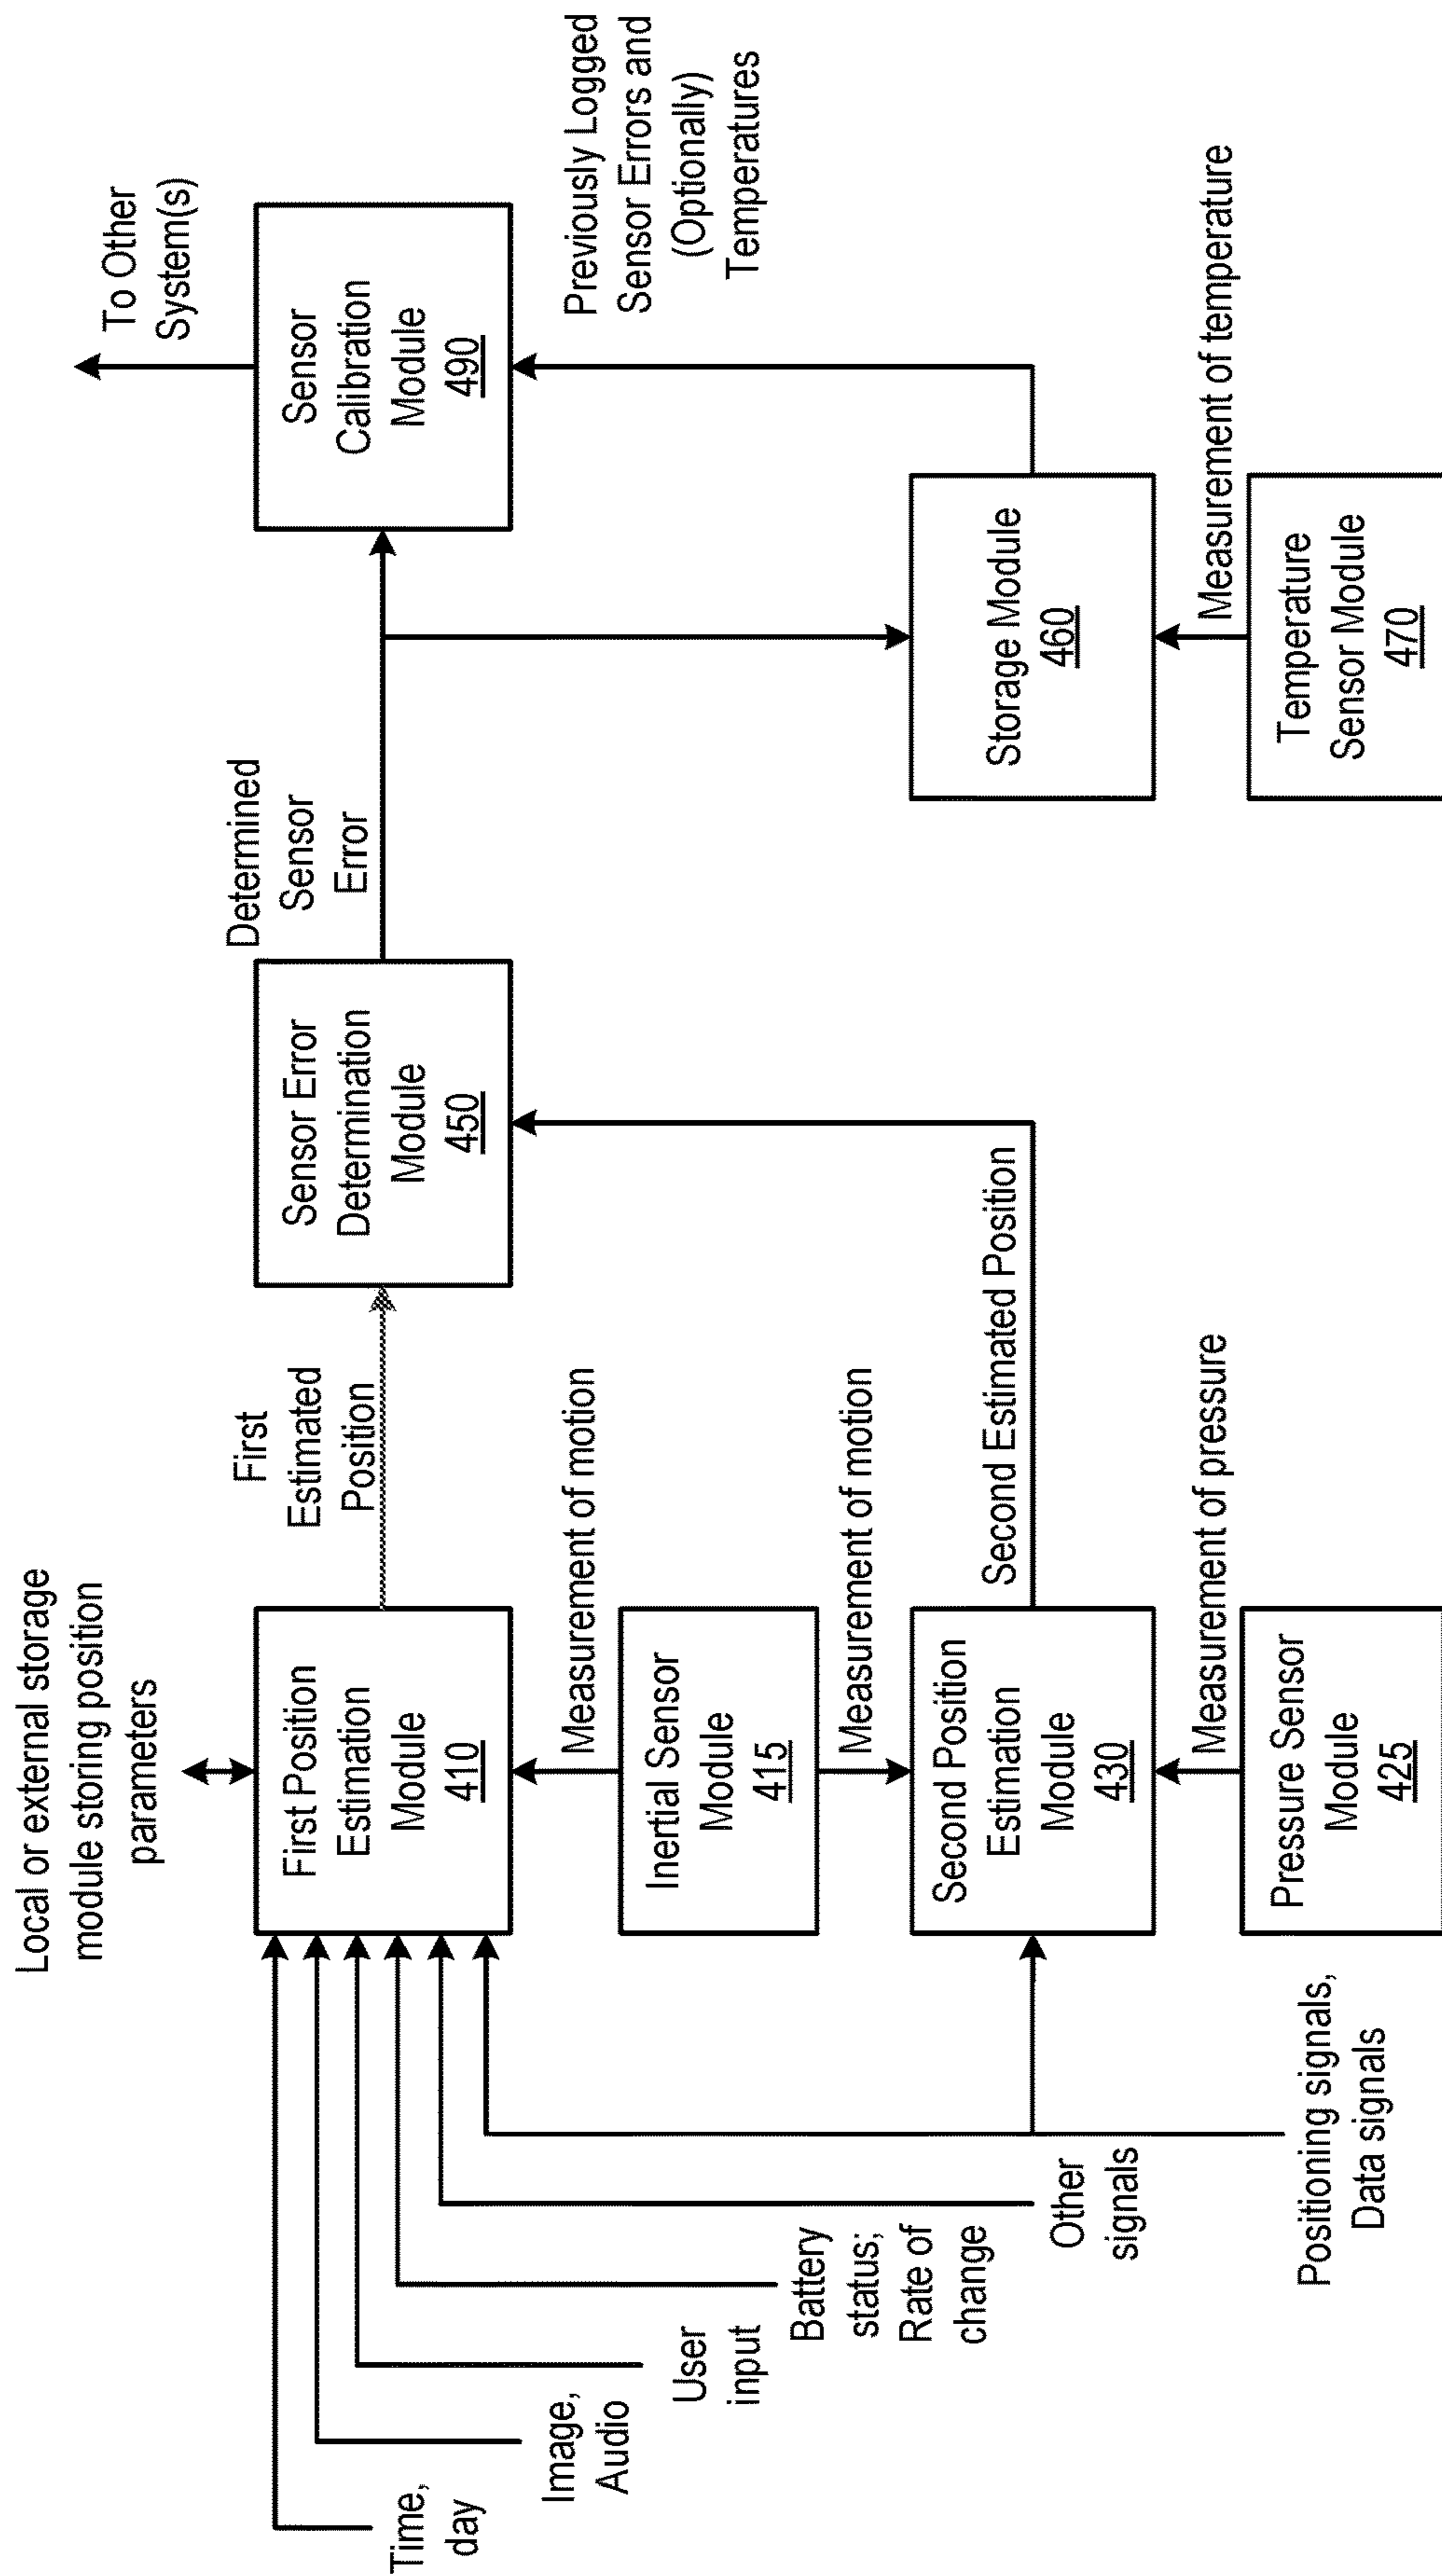 Local or external storage
module storing position
parameters
First Position
Estimation
Module
410
First
Estimated
Position
Sensor Error
Determination
Module
450
Determined
Sensor
Error
Sensor
Calibration
Module
490
To Other
System(s)
Previously Logged
Sensor Errors and
(Optionally)
Temperatures
Measurement of motion
Inertial Sensor
Module
415
Measurement of motion
Second Position
Estimation
Module
430
Second Estimated Position
Measurement of pressure
Pressure Sensor
Module
425
Storage Module
460
Measurement of temperature
Temperature
Sensor Module
470
Time,
day
Image,
Audio
User
input
Battery
status;
Rate of
change
Other
signals
Positioning signals,
Data signals